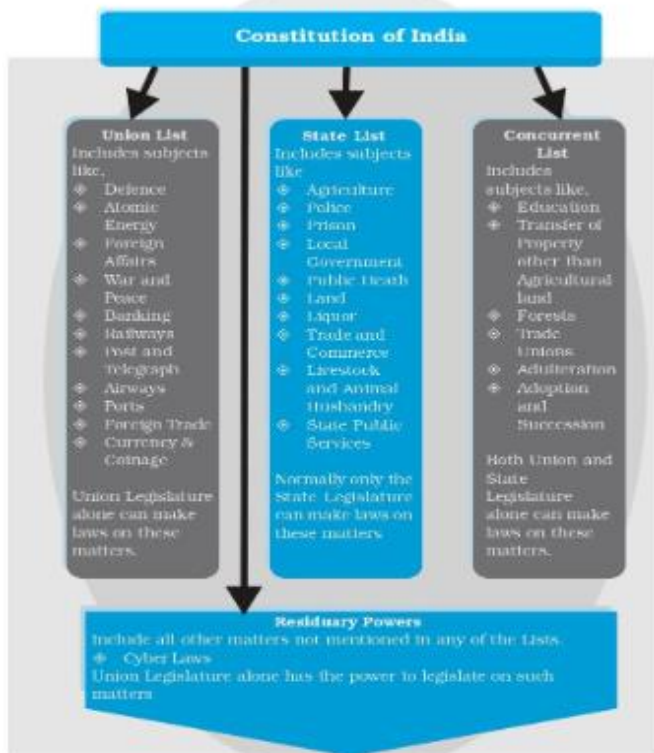 Constitution of India
Union List
Includes subjects
like,
Defence
Atomic
Energy
Foreign
Affairs
War and
Peace
Banking
Railways
Post and
Telegraph
Airways
Ports
Foreign Trade
Currency &
Coinage
Union Legislature
alone can make
laws on these
matters.
State List
Includes subjects
like
Agriculture
Police
Prison
Local
Government
Public Heath
Land
Liquor
Trade and
Commerce
Livestock
and Animal
Husbandry
State Public
Services
Normally only the
State Legislature
can make laws on
these matters
Concurrent
List
Includes
subjects like,
Education
Transfer of
Property
other than
Agricultural
land
Forests
Trade
Unions
Adulteration
Adoption
and
Succession
Both Union and
State
Legislature
alone can make
laws on these
matters.
Residuary Powers
Include all other matters not mentioned in any of the Lists.
Cyber Laws
Union Legislature alone has the power to legislate on such
matters